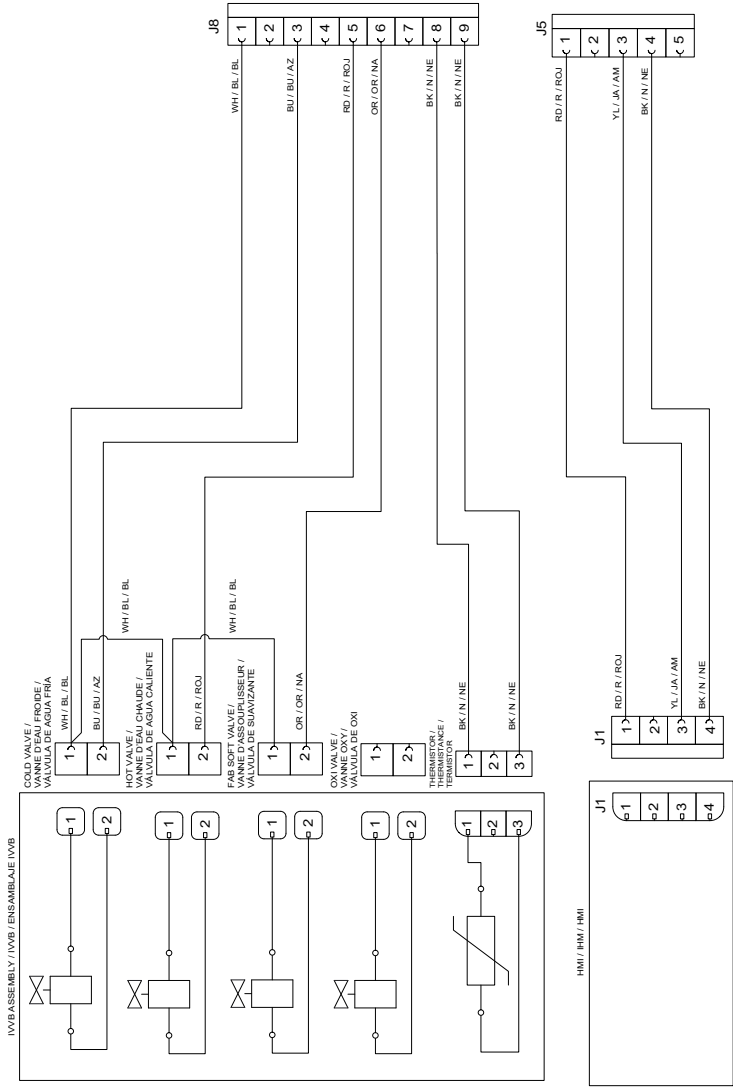 IVVB ASSEMBLY / IVVB / ENSAMBLAJE IVVB
1
2
1
2
1
2
1
2
1
2
3
COLD VALVE /
VANNE D'EAU FROIDE /
VÁLVULA DE AGUA FRÍA
1
2
WH / BL / BL
BU / BU / AZ
HOT VALVE /
VANNE D'EAU CHAUDE /
VÁLVULA DE AGUA CALIENTE
1
2
WH / BL / BL
RD / R / ROJ
FAB SOFT VALVE /
VANNE D'ASSOUPLISSEUR /
VÁLVULA DE SUAVIZANTE
1
2
WH / BL / BL
OR / OR / NA
OXI VALVE /
VANNE OXY /
VÁLVULA DE OXI
1
2
THERMISTOR /
THERMISTANCE /
TERMISTOR
1
2
3
BK / N / NE
BK / N / NE
J8
1
2
3
4
5
6
7
8
9
WH / BL / BL
BU / BU / AZ
RD / R / ROJ
OR / OR / NA
BK / N / NE
BK / N / NE
HMI / IHM / HMI
J1
1
2
3
4
J1
1
2
3
4
RD / R / ROJ
YL / JA / AM
BK / N / NE
J5
1
2
3
4
5
RD / R / ROJ
YL / JA / AM
BK / N / NE